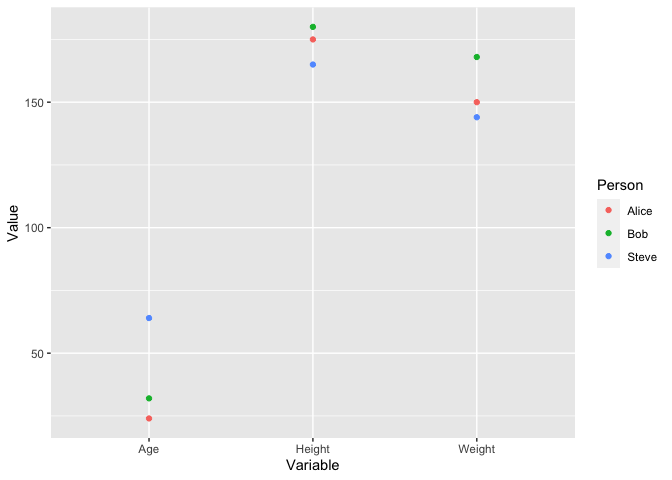 150
100
50
Value
Age
Height
Weight
Variable
Person
Alice
Bob
Steve